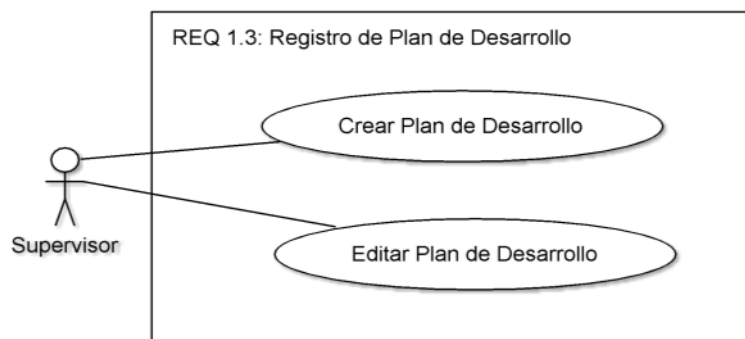 REQ 1.3: Registro de Plan de Desarrollo
Crear Plan de Desarrollo
Supervisor
Editar Plan de Desarrollo